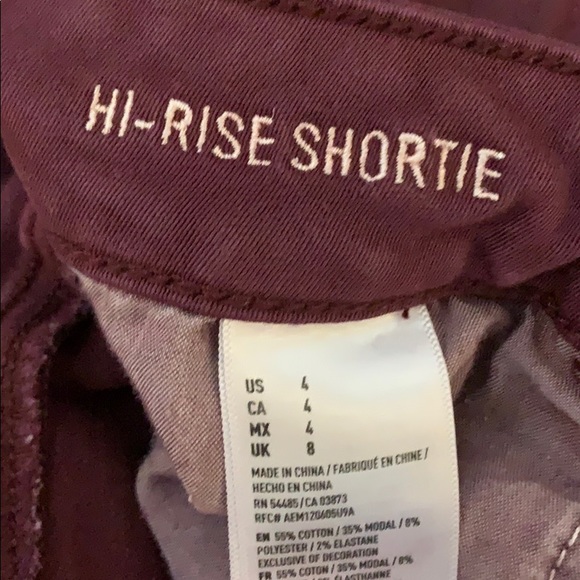 HI-RISE SHORTIE
US 4
CA 4
MX 4
UK 8
MADE IN CHINA / FABRIQUÉ EN CHINE /
HECHO EN CHINA
RN 54485/CA 03873
RFC# AEM120605U9A
EN 55% COTTON / 35% MODAL / 8%
POLYESTER / 2% ELASTANE
EXCLUSIVE OF DECORATION
FR 55% COTON / 35% MODAL / 8%
ÉLASTHANNE